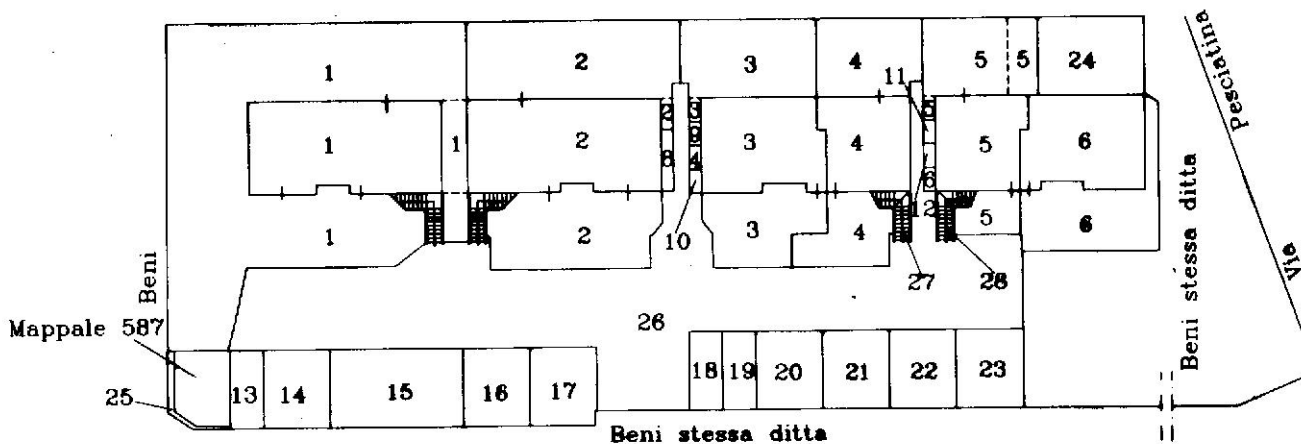 1 2 3 4 5 5 24
11
1 1 2 2 3 3 4 5 5 6
8 9 4 6
12
1 2 10 3 4 5 6
27 28
26
Beni
Mappale 587
25
13 14 15 16 17 18 19 20 21 22 23
Beni stessa ditta
Beni stessa ditta
Via Pesciatina